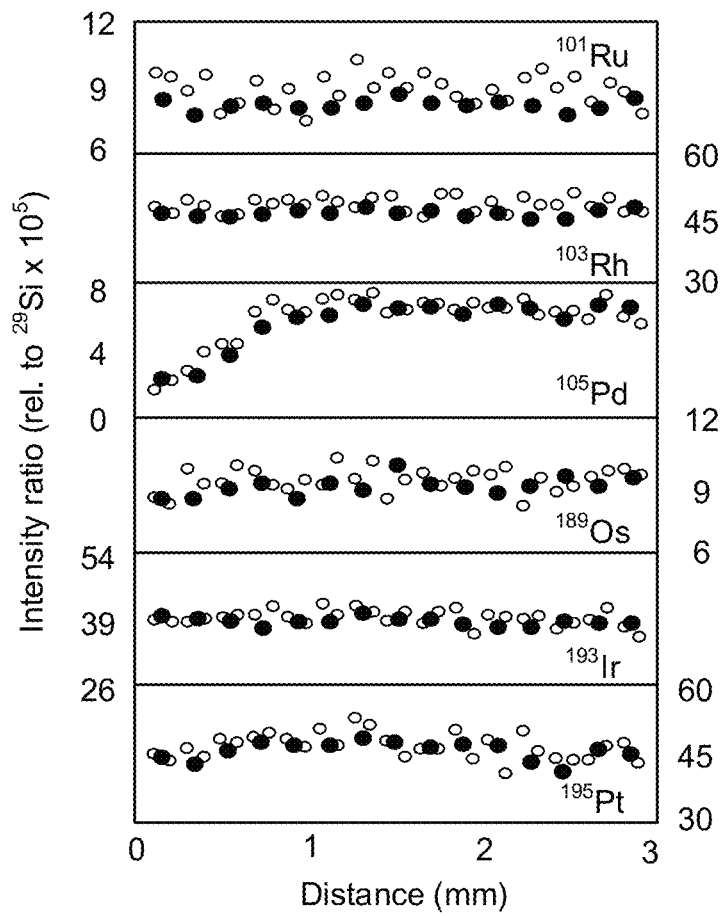 12
¹⁰¹Ru
9
6 60
45
¹⁰³Rh
8 30
4
¹⁰⁵Pd
0 12
9
¹⁸⁹Os
54 6
39
¹⁹³Ir
26 60
45
¹⁹⁵Pt
30
0 1 2 3
Distance (mm)
Intensity ratio (rel. to ²⁹Si x 10⁵)